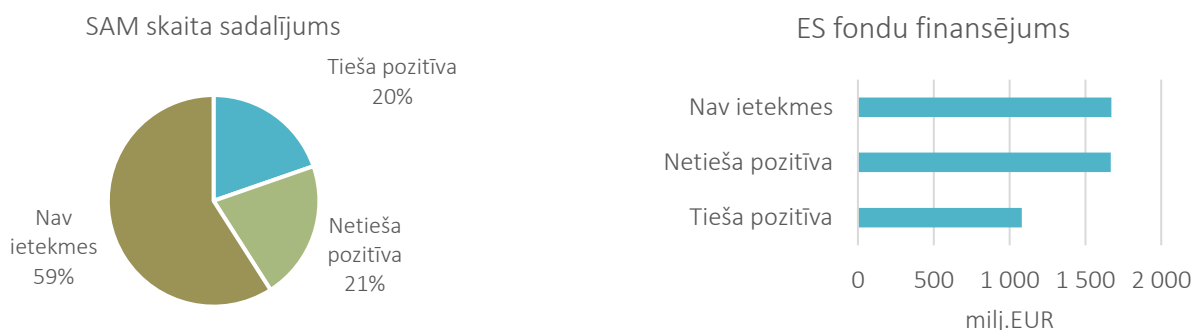 SAM skaita sadalījums
Tieša pozitīva
20%
Netieša
pozitīva
21%
Nav
ietekmes
59%
ES fondu finansējums
Nav ietekmes
Netieša pozitīva
Tieša pozitīva
0 500 1 000 1 500 2 000
milj.EUR